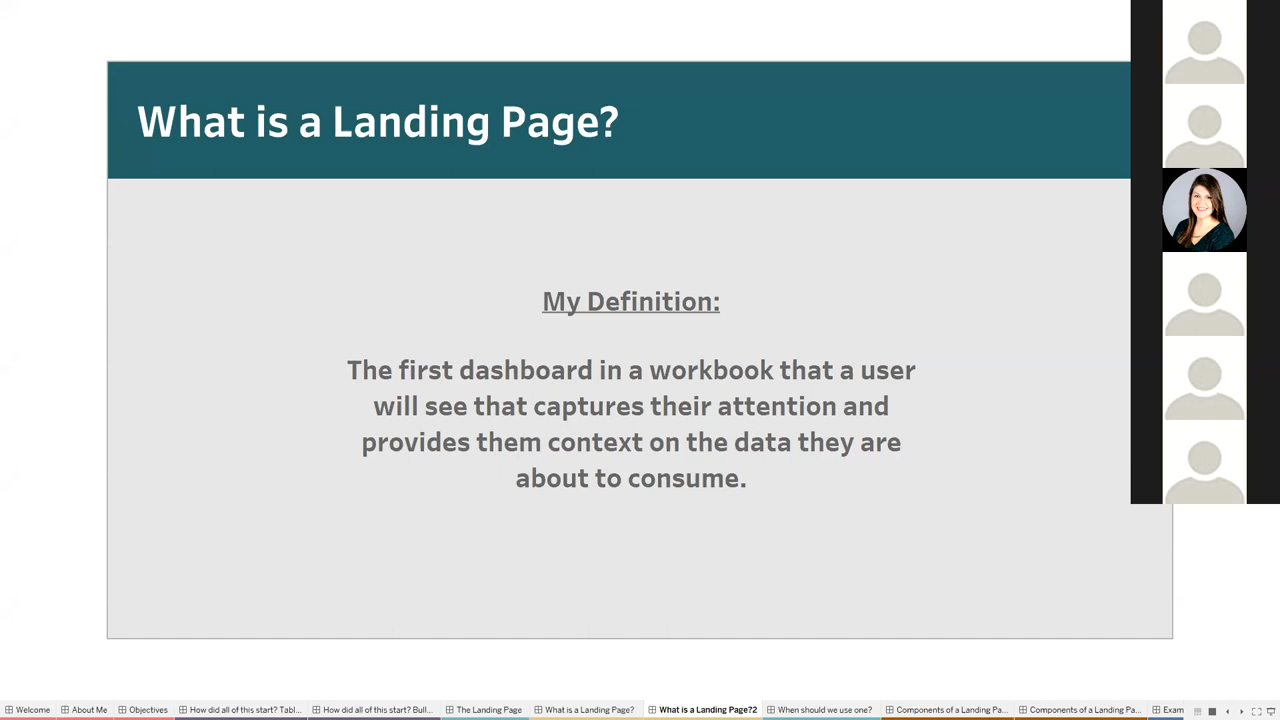 What is a Landing Page?
My Definition:
The first dashboard in a workbook that a user
will see that captures their attention and
provides them context on the data they are
about to consume.
Welcome
About Me
Objectives
How did all of this start? Tabl...
How did all of this start? Bull...
The Landing Page
What is a Landing Page?
What is a Landing Page?2
When should we use one?
Components of a Landing Pa...
Components of a Landing Pa...
Exam